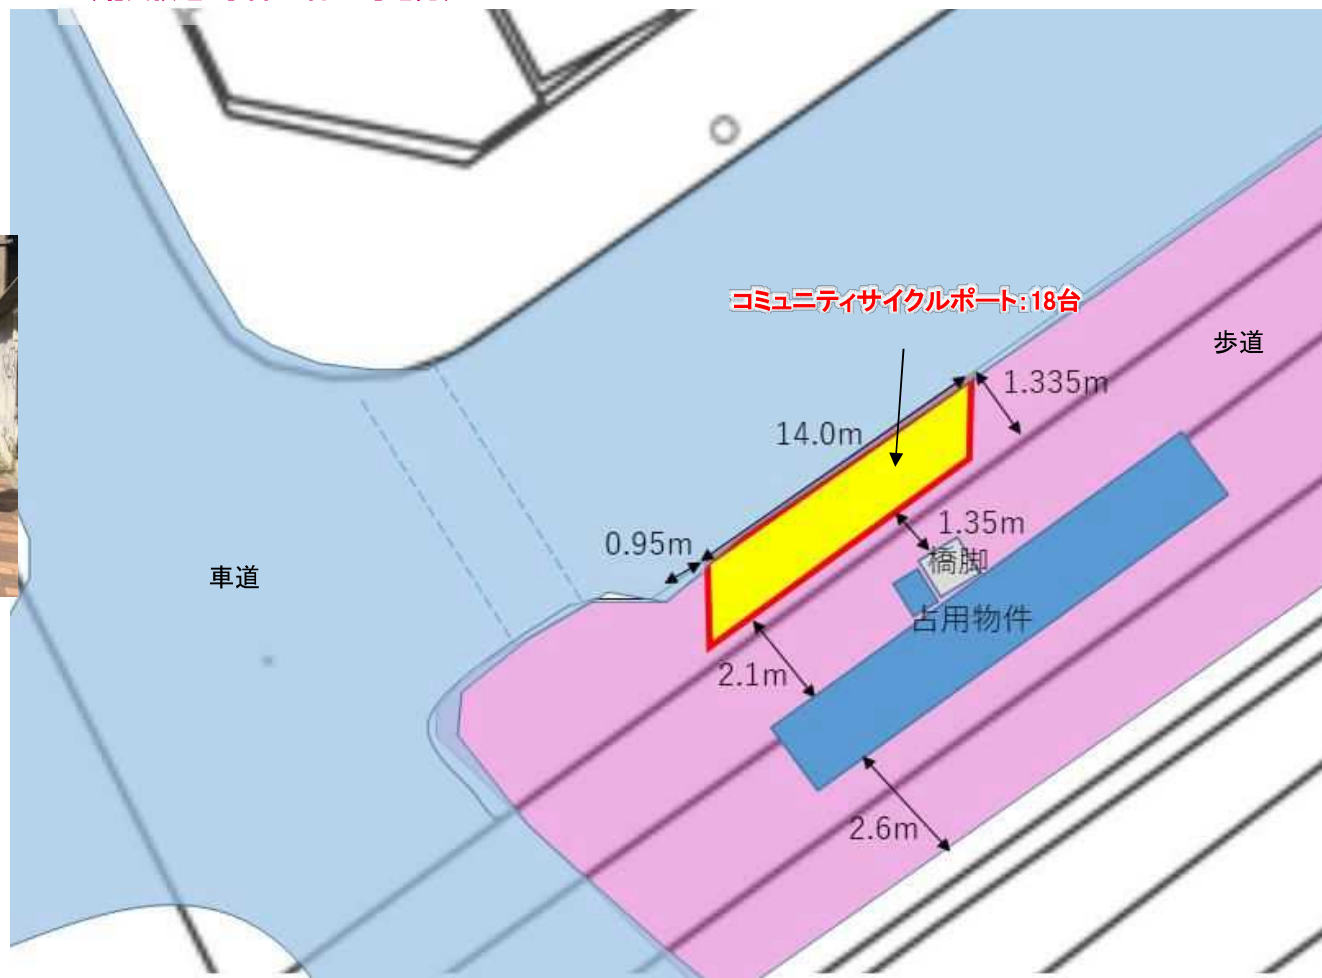 コミュニティサイクルポート:18台
歩道
1.335m
14.0m
1.35m
0.95m
橋脚
車道
占用物件
2.1m
2.6m